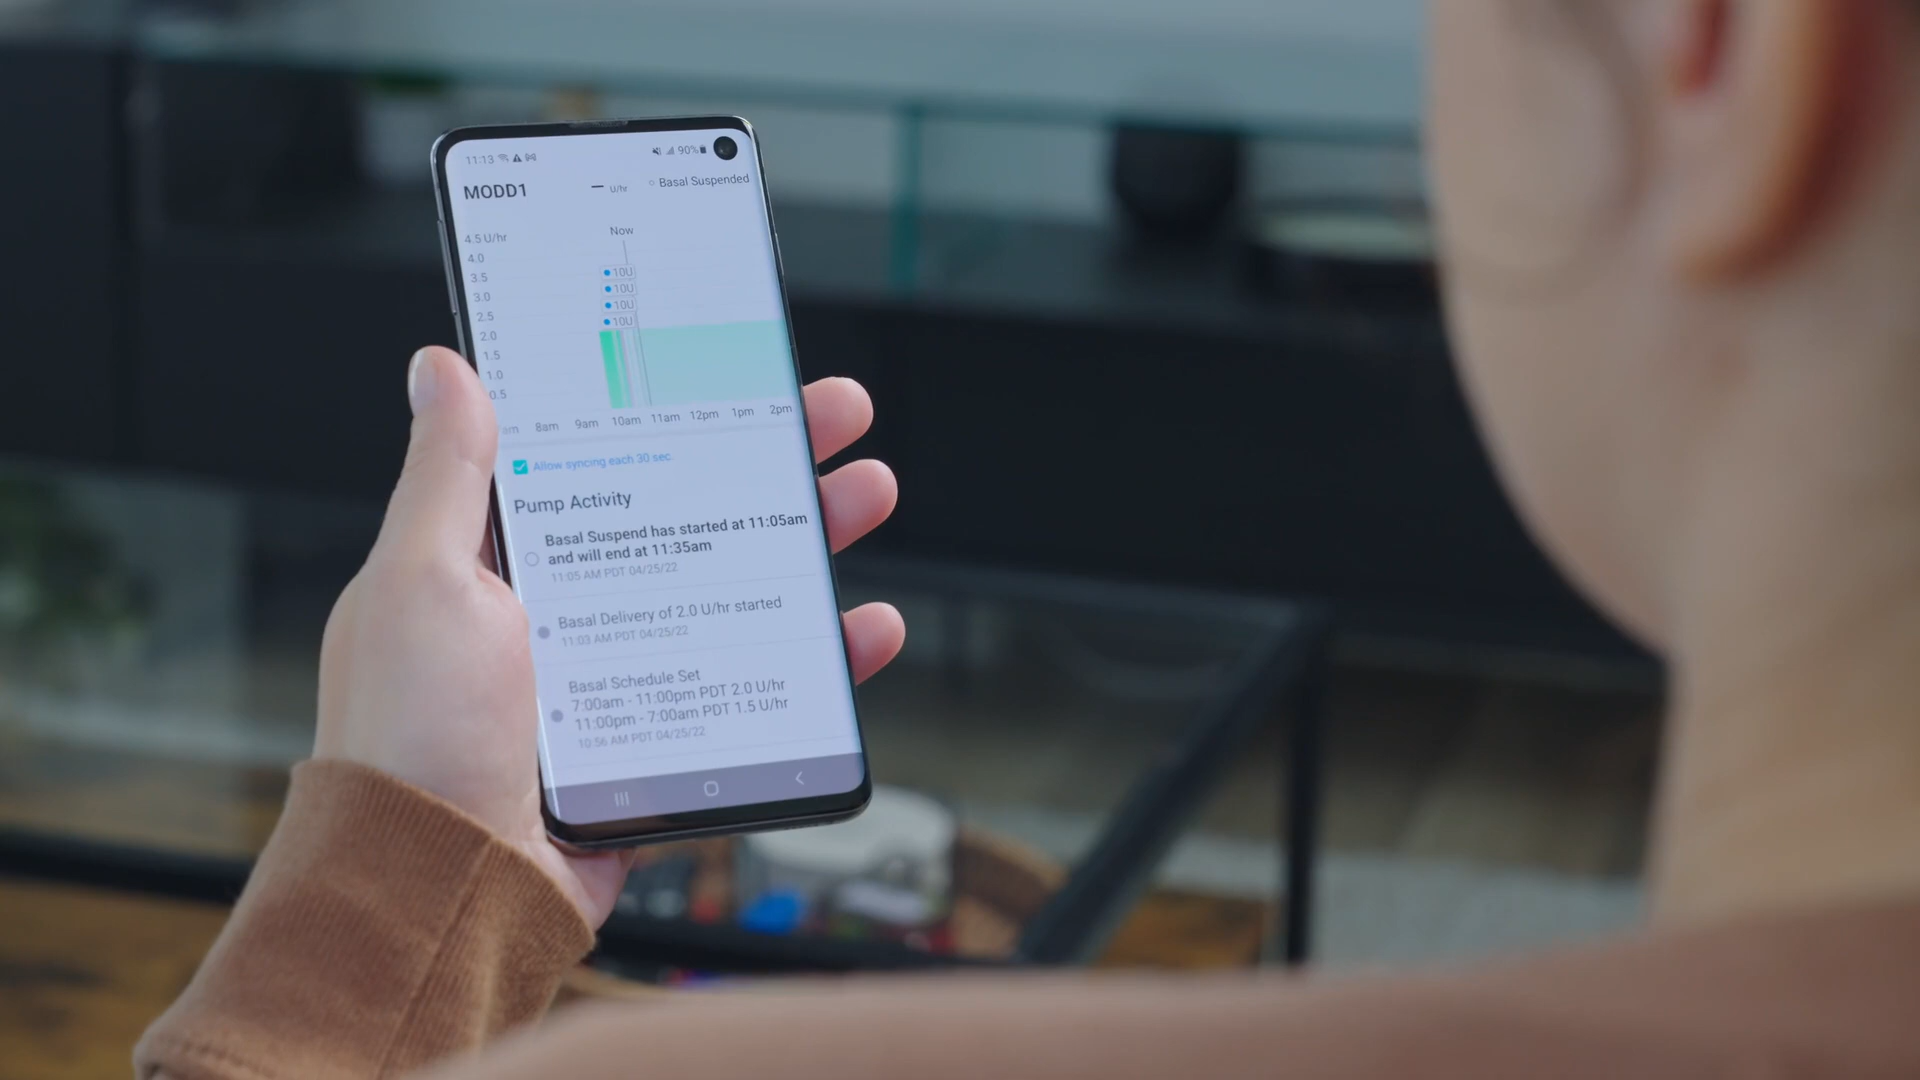 11:13 90%
MODD1 U/hr Basal Suspended
4.5 U/hr Now
4.0
3.5 10U
3.0 10U
2.5 10U
2.0 10U
1.5
1.0
0.5
am 8am 9am 10am 11am 12pm 1pm 2pm
Allow syncing each 30 sec.
Pump Activity
Basal Suspend has started at 11:05am
and will end at 11:35am
11:05 AM PDT 04/25/22
Basal Delivery of 2.0 U/hr started
11:03 AM PDT 04/25/22
Basal Schedule Set
7:00am - 11:00pm PDT 2.0 U/hr
11:00pm - 7:00am PDT 1.5 U/hr
10:56 AM PDT 04/25/22